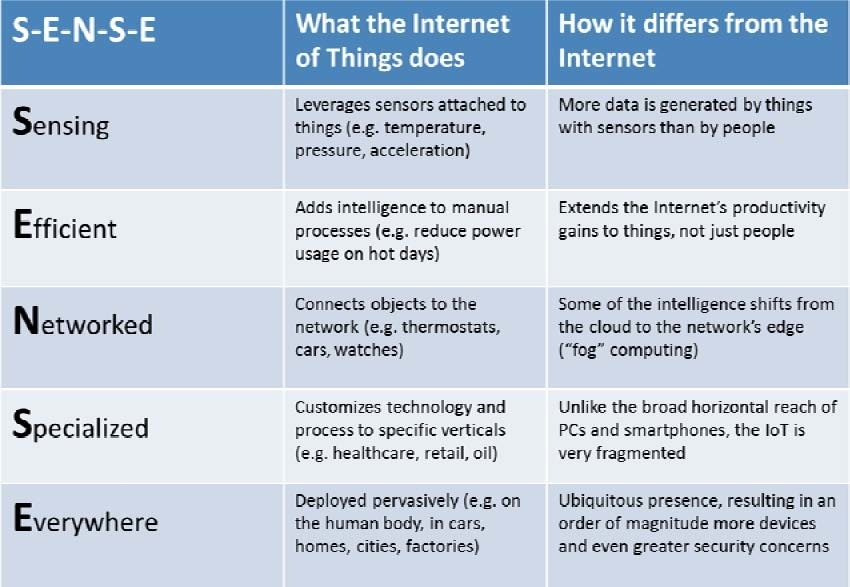 S-E-N-S-E
What the Internet
of Things does
How it differs from the
Internet
Sensing
Leverages sensors attached to
things (e.g. temperature,
pressure, acceleration)
More data is generated by things
with sensors than by people
Efficient
Adds intelligence to manual
processes (e.g. reduce power
usage on hot days)
Extends the Internet’s productivity
gains to things, not just people
Networked
Connects objects to the
network (e.g. thermostats,
cars, watches)
Some of the intelligence shifts from
the cloud to the network’s edge
(“fog” computing)
Specialized
Customizes technology and
process to specific verticals
(e.g. healthcare, retail, oil)
Unlike the broad horizontal reach of
PCs and smartphones, the IoT is
very fragmented
Everywhere
Deployed pervasively (e.g. on
the human body, in cars,
homes, cities, factories)
Ubiquitous presence, resulting in an
order of magnitude more devices
and even greater security concerns